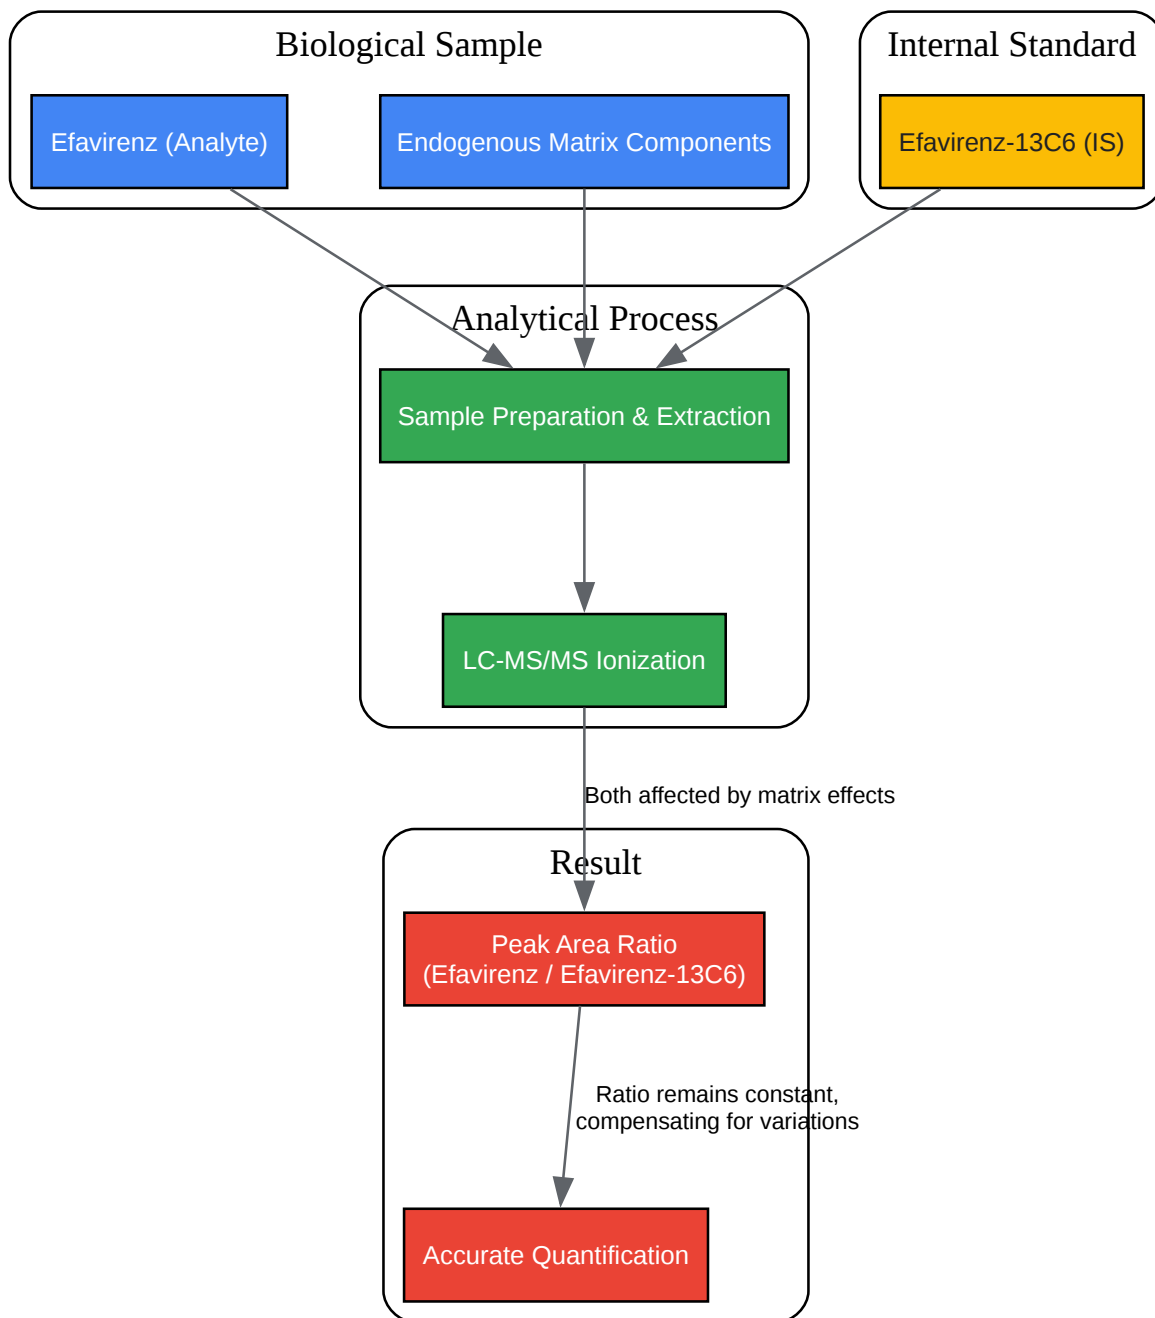 Biological Sample
Internal Standard
Efavirenz (Analyte)
Endogenous Matrix Components
Efavirenz-13C6 (IS)
Analytical Process
Sample Preparation & Extraction
LC-MS/MS Ionization
Both affected by matrix effects
Result
Peak Area Ratio
(Efavirenz / Efavirenz-13C6)
Ratio remains constant,
compensating for variations
Accurate Quantification